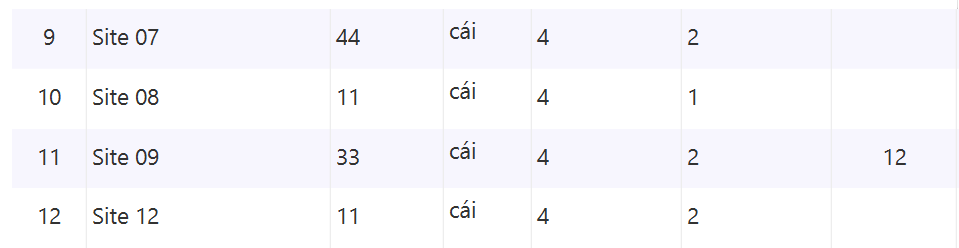 9 Site 07 44 cái 4 2
10 Site 08 11 cái 4 1
11 Site 09 33 cái 4 2 12
12 Site 12 11 cái 4 2